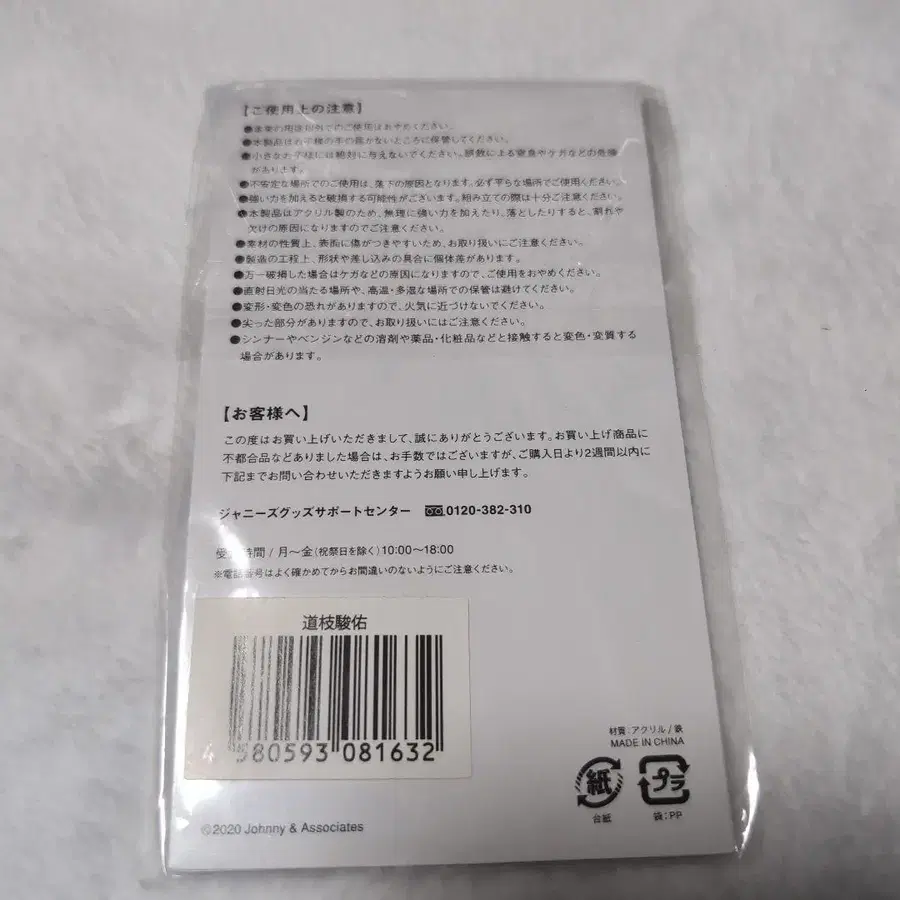 【ご使用上の注意】
●本来の用途以外でのご使用はおやめください。
●本製品はお子様の手の届かないところに保管してください。
●小さなお子様には絶対に与えないでください。誤飲による窒息やケガなどの危険
があります。
●不安定な場所でのご使用は、落下の原因となります。必ず平らな場所でご使用ください。
●強い力を加えると破損する可能性がございます。組み立ての際は十分ご注意ください。
●本製品はアクリル製のため、無理に強い力を加えたり、落としたりすると、割れや
欠けの原因になりますのでご注意ください。
●素材の性質上、表面に傷がつきやすいため、お取り扱いにご注意ください。
●製造の工程上、形状や差し込みの具合に個体差があります。
●万一破損した場合はケガなどの原因になりますので、ご使用をおやめください。
●直射日光の当たる場所や、高温・多湿な場所での保管は避けてください。
●変形・変色の恐れがありますので、火気に近づけないでください。
●尖った部分がありますので、お取り扱いにはご注意ください。
●シンナーやベンジンなどの溶剤や薬品・化粧品などと接触すると変色・変質する
場合があります。
【お客様へ】
この度はお買い上げいただきまして、誠にありがとうございます。お買い上げ商品に
不都合品などありました場合は、お手数ではございますが、ご購入日より2週間以内に
下記までお問い合わせいただきますようお願い申し上げます。
ジャニーズグッズサポートセンター 0120-382-310
受付時間 / 月〜金(祝祭日を除く)10:00〜18:00
※電話番号はよく確かめてからお間違いのないようにご注意ください。
道枝駿佑
4 580593 081632
材質:アクリル/鉄
MADE IN CHINA
紙 プラ
台紙 袋:PP
©2020 Johnny & Associates